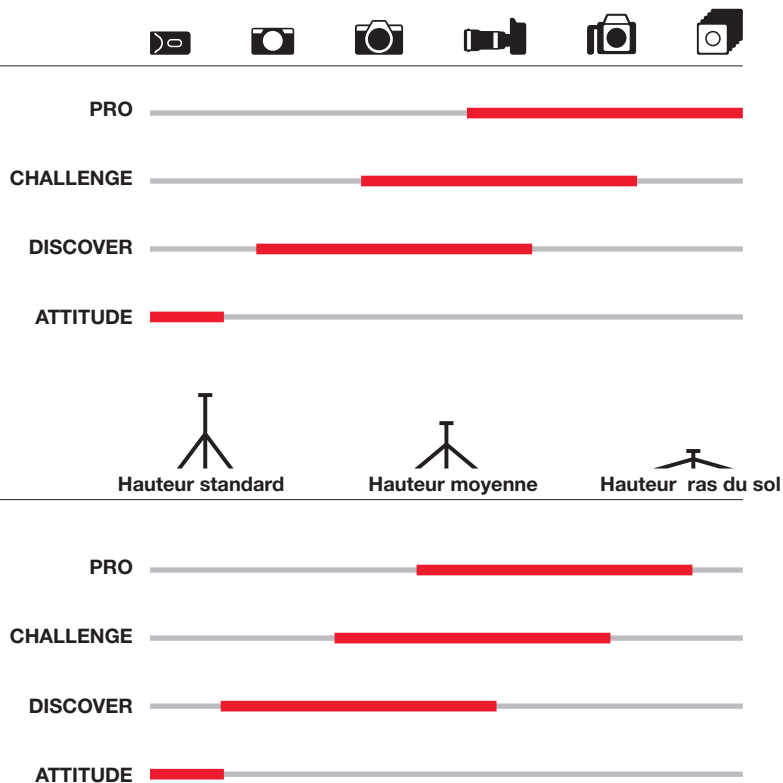 PRO
CHALLENGE
DISCOVER
ATTITUDE
Hauteur standard Hauteur moyenne Hauteur ras du sol
PRO
CHALLENGE
DISCOVER
ATTITUDE